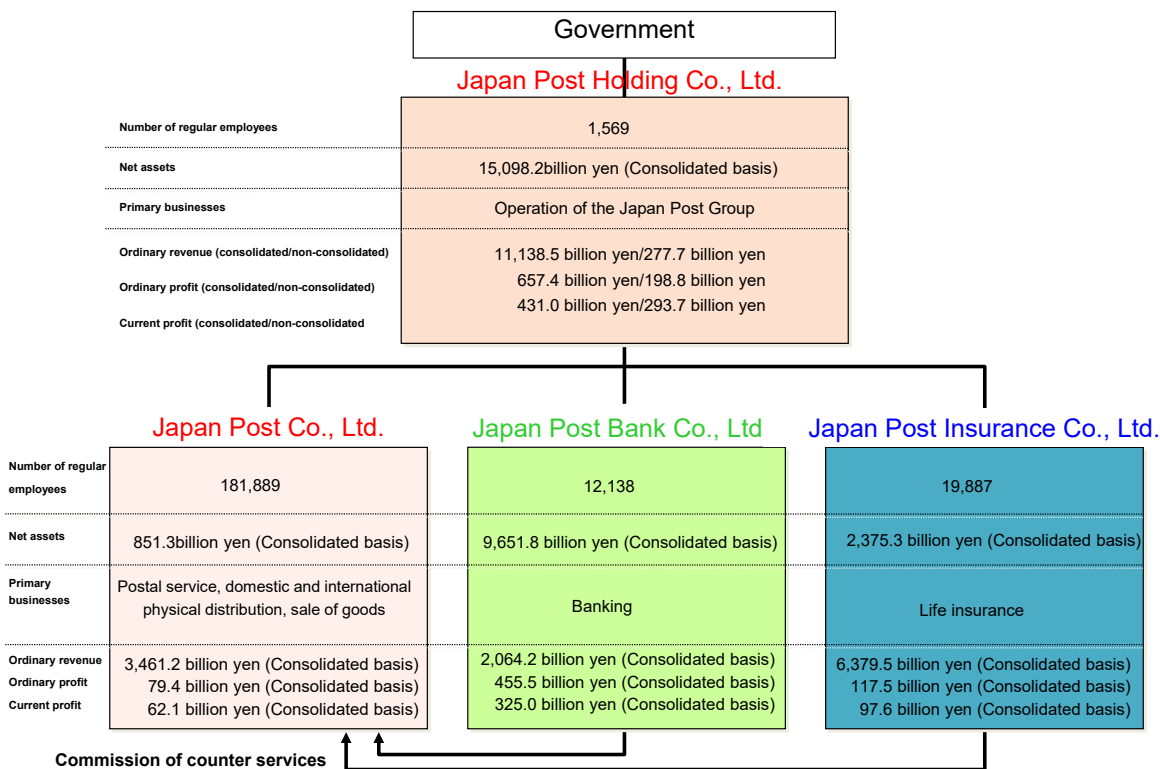 Government
Japan Post Holding Co., Ltd.
Number of regular employees
1,569
Net assets
15,098.2billion yen (Consolidated basis)
Primary businesses
Operation of the Japan Post Group
Ordinary revenue (consolidated/non-consolidated)
11,138.5 billion yen/277.7 billion yen
Ordinary profit (consolidated/non-consolidated)
657.4 billion yen/198.8 billion yen
Current profit (consolidated/non-consolidated
431.0 billion yen/293.7 billion yen
Japan Post Co., Ltd.
Japan Post Bank Co., Ltd
Japan Post Insurance Co., Ltd.
Number of regular
employees
181,889
12,138
19,887
Net assets
851.3billion yen (Consolidated basis)
9,651.8 billion yen (Consolidated basis)
2,375.3 billion yen (Consolidated basis)
Primary
businesses
Postal service, domestic and international
physical distribution, sale of goods
Banking
Life insurance
Ordinary revenue
3,461.2 billion yen (Consolidated basis)
2,064.2 billion yen (Consolidated basis)
6,379.5 billion yen (Consolidated basis)
Ordinary profit
79.4 billion yen (Consolidated basis)
455.5 billion yen (Consolidated basis)
117.5 billion yen (Consolidated basis)
Current profit
62.1 billion yen (Consolidated basis)
325.0 billion yen (Consolidated basis)
97.6 billion yen (Consolidated basis)
Commission of counter services